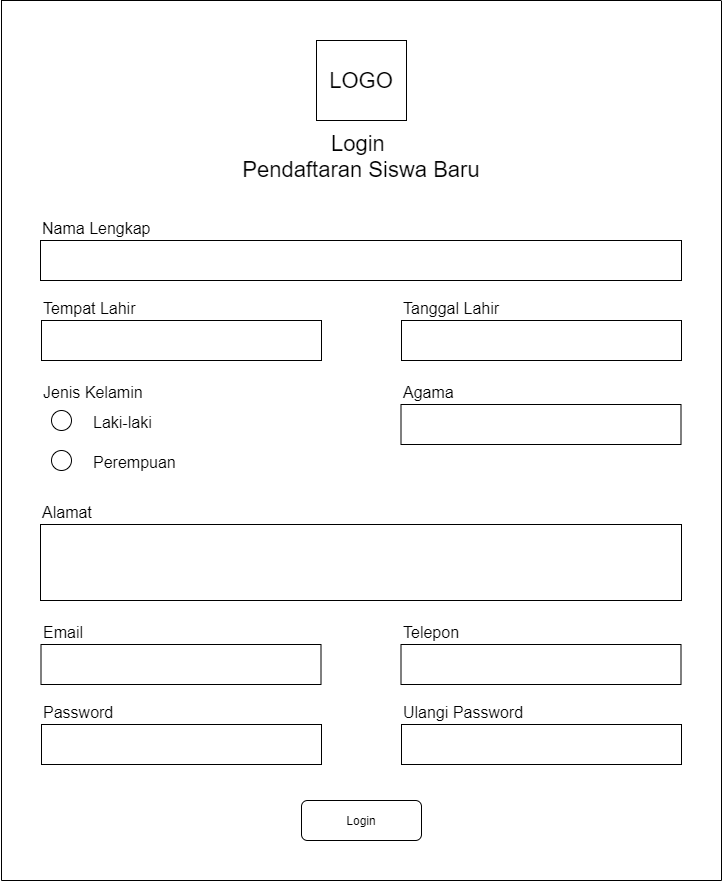 LOGO
Login
Pendaftaran Siswa Baru
Nama Lengkap
Tempat Lahir
Tanggal Lahir
Jenis Kelamin
Agama
Laki-laki
Perempuan
Alamat
Email
Telepon
Password
Ulangi Password
Login